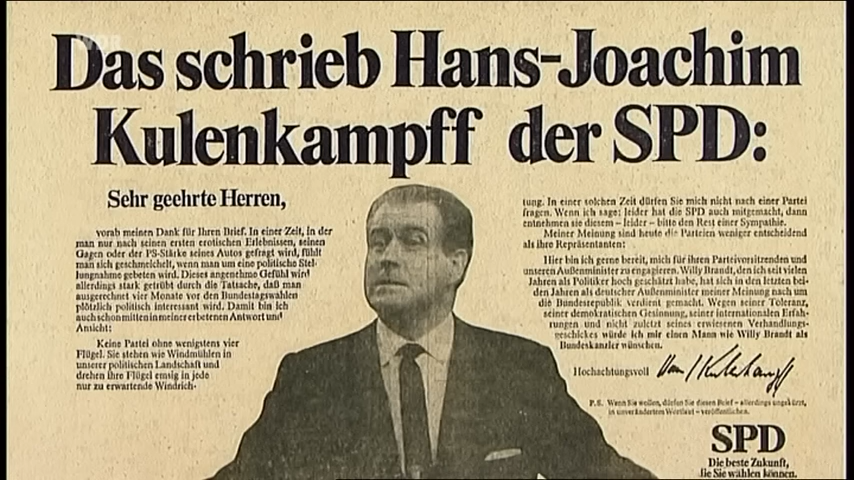 WDR
Das schrieb Hans-Joachim
Kulenkampff der SPD:
Sehr geehrte Herren,
vorab meinen Dank für Ihren Brief. In einer Zeit, in der
man nur nach seinen ersten erotischen Erlebnissen, seinen
Gagen oder der PS-Stärke seines Autos gefragt wird, fühlt
man sich geschmeichelt, wenn man um eine politische Stel-
lungnahme gebeten wird. Dieses angenehme Gefühl wird
allerdings stark getrübt durch die Tatsache, daß man
ausgerechnet vier Monate vor den Bundestagswahlen
plötzlich politisch interessant wird. Damit bin ich
auch schon mitten in meiner erbetenen Antwort und
Ansicht:
Keine Partei ohne wenigstens vier
Flügel. Sie stehen wie Windmühlen in
unserer politischen Landschaft und
drehen ihre Flügel emsig in jede
nur zu erwartende Windrich-
tung. In einer solchen Zeit dürfen Sie mich nicht nach einer Partei
fragen. Wenn ich sage: leider hat die SPD auch mitgemacht, dann
entnehmen sie diesem – leider – bitte den Rest einer Sympathie.
Meiner Meinung sind heute die Parteien weniger entscheidend
als ihre Repräsentanten:
Hier bin ich gerne bereit, mich für ihren Parteivorsitzenden und
unseren Außenminister zu engagieren. Willy Brandt, den ich seit vielen
Jahren als Politiker hoch geschätzt habe, hat sich in den letzten bei-
den Jahren als deutscher Außenminister meiner Meinung nach um
die Bundesrepublik verdient gemacht. Wegen seiner Toleranz,
seiner demokratischen Gesinnung, seiner internationalen Erfah-
rungen und nicht zuletzt seines erwiesenen Verhandlungs-
geschickes würde ich mir einen Mann wie Willy Brandt als
Bundeskanzler wünschen.
Hochachtungsvoll
P.S. Wenn Sie wollen, dürfen Sie diesen Brief – allerdings ungekürzt,
in unverändertem Wortlaut – veröffentlichen.
SPD
Die beste Zukunft,
die Sie wählen können.